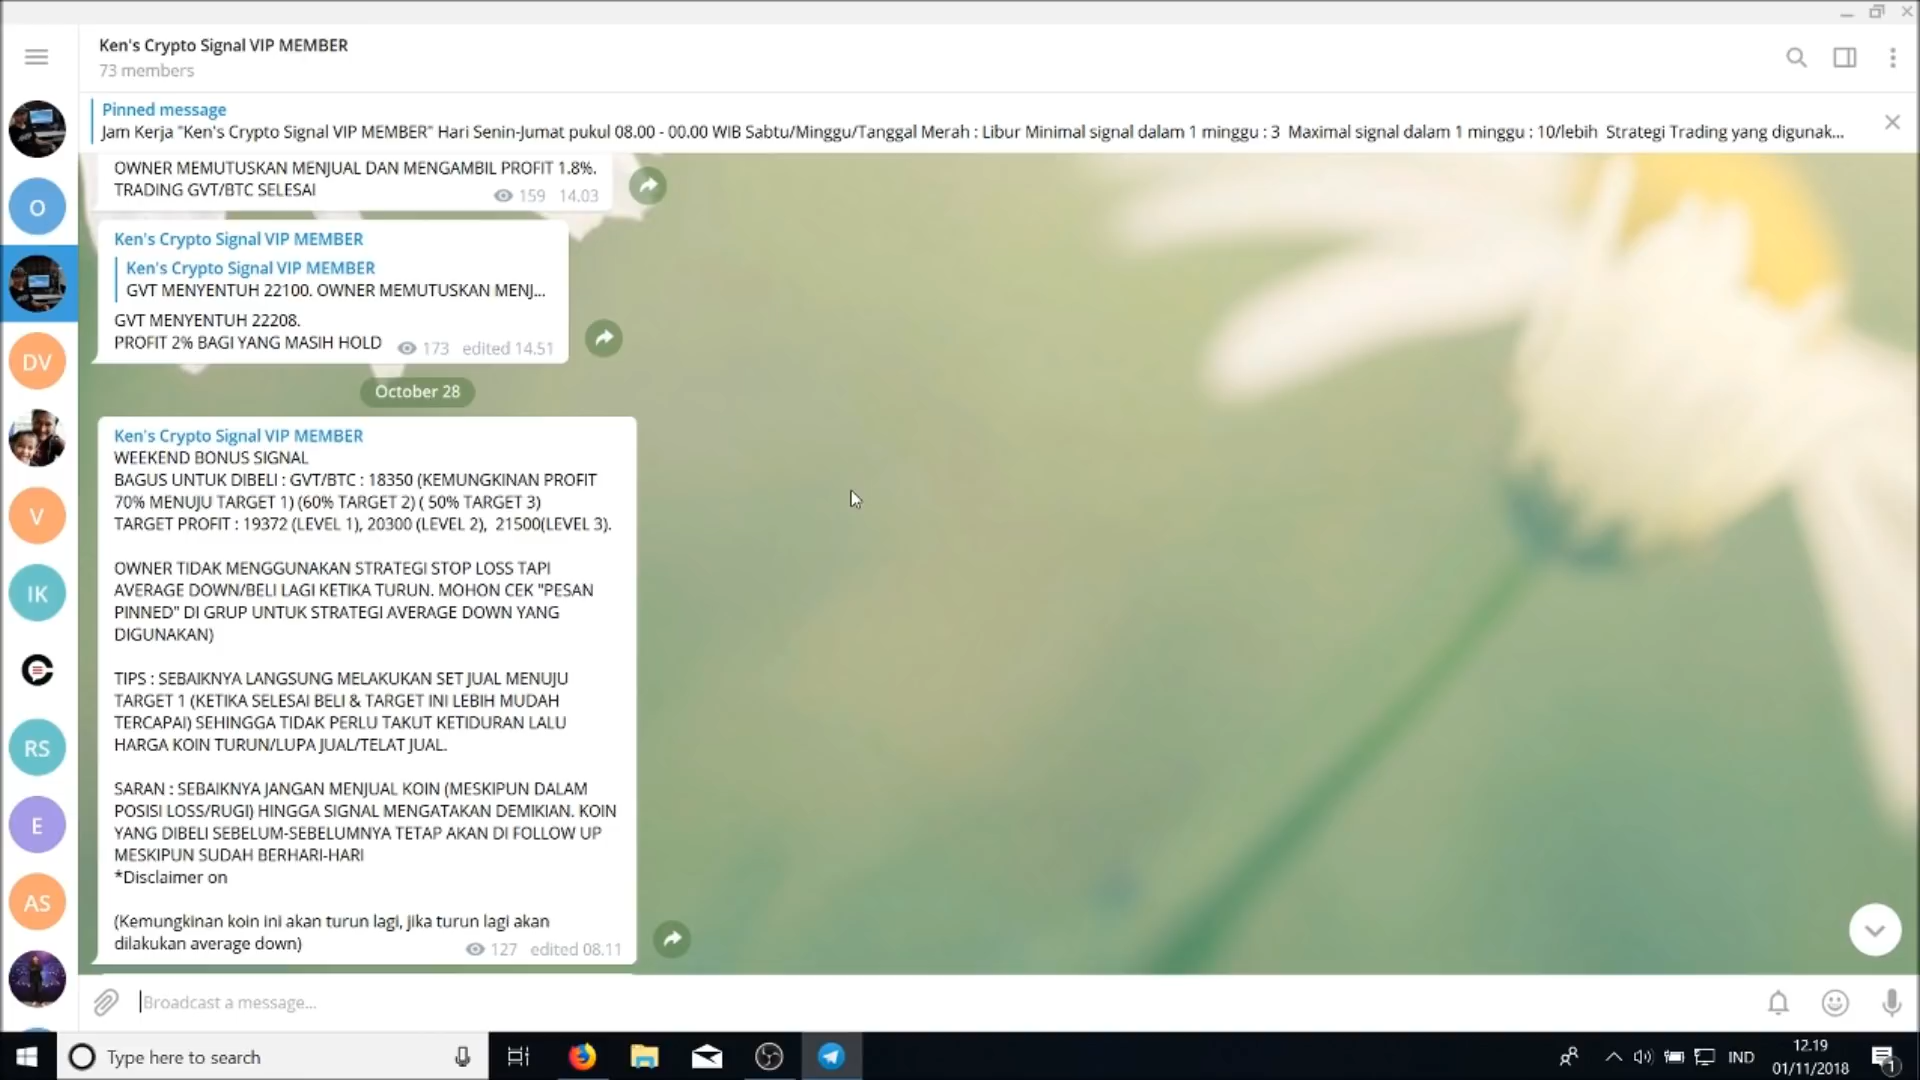 Ken's Crypto Signal VIP MEMBER
73 members
Pinned message
Jam Kerja "Ken's Crypto Signal VIP MEMBER" Hari Senin-Jumat pukul 08.00 - 00.00 WIB Sabtu/Minggu/Tanggal Merah : Libur Minimal signal dalam 1 minggu : 3 Maximal signal dalam 1 minggu : 10/lebih Strategi Trading yang digunak...
OWNER MEMUTUSKAN MENJUAL DAN MENGAMBIL PROFIT 1.8%.
TRADING GVT/BTC SELESAI
159 14.03
Ken's Crypto Signal VIP MEMBER
Ken's Crypto Signal VIP MEMBER
GVT MENYENTUH 22100. OWNER MEMUTUSKAN MENJ...
GVT MENYENTUH 22208.
PROFIT 2% BAGI YANG MASIH HOLD
173 edited 14.51
October 28
Ken's Crypto Signal VIP MEMBER
WEEKEND BONUS SIGNAL
BAGUS UNTUK DIBELI : GVT/BTC : 18350 (KEMUNGKINAN PROFIT
70% MENUJU TARGET 1) (60% TARGET 2) ( 50% TARGET 3)
TARGET PROFIT : 19372 (LEVEL 1), 20300 (LEVEL 2), 21500(LEVEL 3).
OWNER TIDAK MENGGUNAKAN STRATEGI STOP LOSS TAPI
AVERAGE DOWN/BELI LAGI KETIKA TURUN. MOHON CEK "PESAN
PINNED" DI GRUP UNTUK STRATEGI AVERAGE DOWN YANG
DIGUNAKAN)
TIPS : SEBAIKNYA LANGSUNG MELAKUKAN SET JUAL MENUJU
TARGET 1 (KETIKA SELESAI BELI & TARGET INI LEBIH MUDAH
TERCAPAI) SEHINGGA TIDAK PERLU TAKUT KETIDURAN LALU
HARGA KOIN TURUN/LUPA JUAL/TELAT JUAL.
SARAN : SEBAIKNYA JANGAN MENJUAL KOIN (MESKIPUN DALAM
POSISI LOSS/RUGI) HINGGA SIGNAL MENGATAKAN DEMIKIAN. KOIN
YANG DIBELI SEBELUM-SEBELUMNYA TETAP AKAN DI FOLLOW UP
MESKIPUN SUDAH BERHARI-HARI
*Disclaimer on
(Kemungkinan koin ini akan turun lagi, jika turun lagi akan
dilakukan average down)
127 edited 08.11
O
DV
V
IK
RS
E
AS
Broadcast a message...
Type here to search
IND
12.19
01/11/2018
1